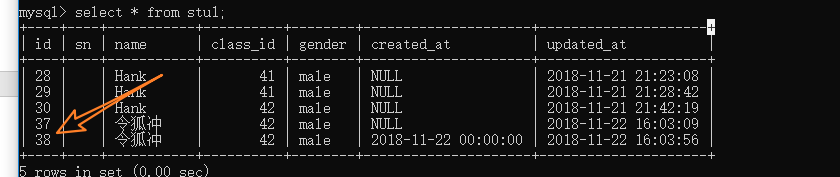 mysql> select * from stul;
id sn name class_id gender created_at updated_at
28 Hank 41 male NULL 2018-11-21 21:23:08
29 Hank 41 male NULL 2018-11-21 21:28:42
30 Hank 42 male NULL 2018-11-21 21:42:19
37 令狐冲 42 male NULL 2018-11-22 16:03:09
38 令狐冲 42 male 2018-11-22 00:00:00 2018-11-22 16:03:56
5 rows in set (0.00 sec)